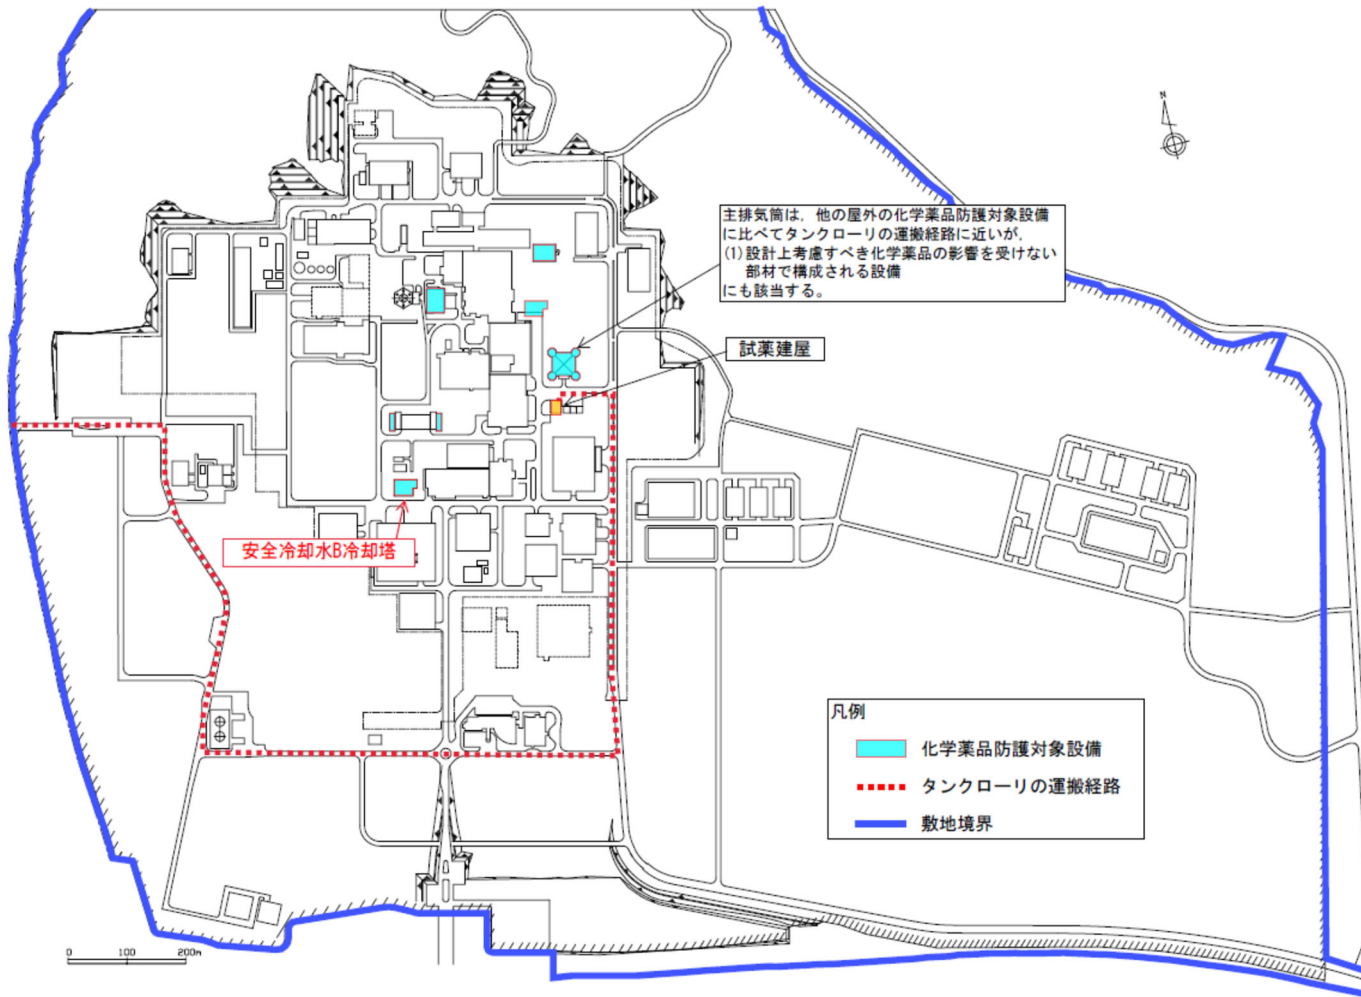 N
主排気筒は，他の屋外の化学薬品防護対象設備
に比べてタンクローリの運搬経路に近いが，
(1) 設計上考慮すべき化学薬品の影響を受けない
部材で構成される設備
にも該当する。
試薬建屋
安全冷却水B冷却塔
凡例
化学薬品防護対象設備
タンクローリの運搬経路
敷地境界
0 100 200m